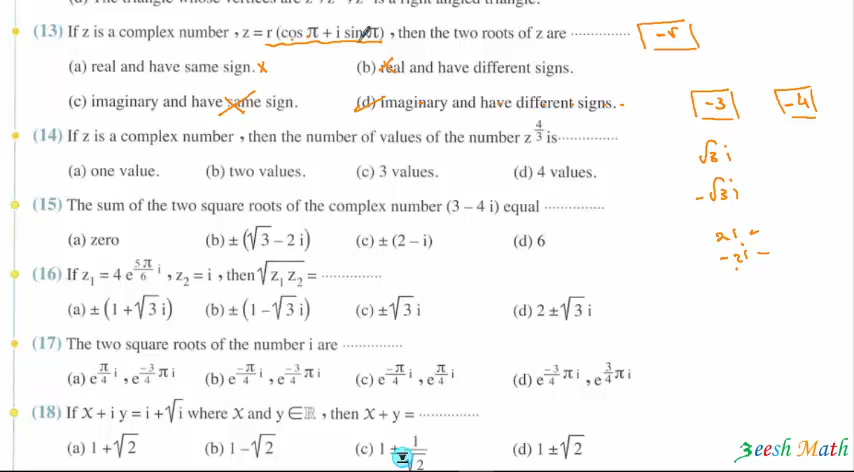 (13) If z is a complex number , z = r (cos π + i sin π) , then the two roots of z are ··············
-r
(a) real and have same sign. x
(b) real and have different signs.
(c) imaginary and have same sign.
(d) imaginary and have different signs.
-3
-4
(14) If z is a complex number , then the number of values of the number z^(4/3) is··············
√3 i
(a) one value. (b) two values. (c) 3 values. (d) 4 values.
-√3 i
(15) The sum of the two square roots of the complex number (3 – 4 i) equal ··············
(a) zero (b) ± (√3 – 2 i) (c) ± (2 – i) (d) 6
2i
-2i
(16) If z₁ = 4 e^(5π/6 i) , z₂ = i , then √(z₁ z₂) = ··············
(a) ± (1 + √3 i) (b) ± (1 – √3 i) (c) ± √3 i (d) 2 ± √3 i
(17) The two square roots of the number i are ··············
(a) e^(π/4 i) , e^(-3/4 π i) (b) e^(-π/4 i) , e^(-3/4 π i) (c) e^(-π/4 i) , e^(π/4 i) (d) e^(-3/4 π i) , e^(3/4 π i)
(18) If X + i y = i + √i where X and y ∈ ℝ , then X + y = ··············
(a) 1 + √2 (b) 1 – √2 (c) 1 ± 1/√2 (d) 1 ± √2
3eesh Math